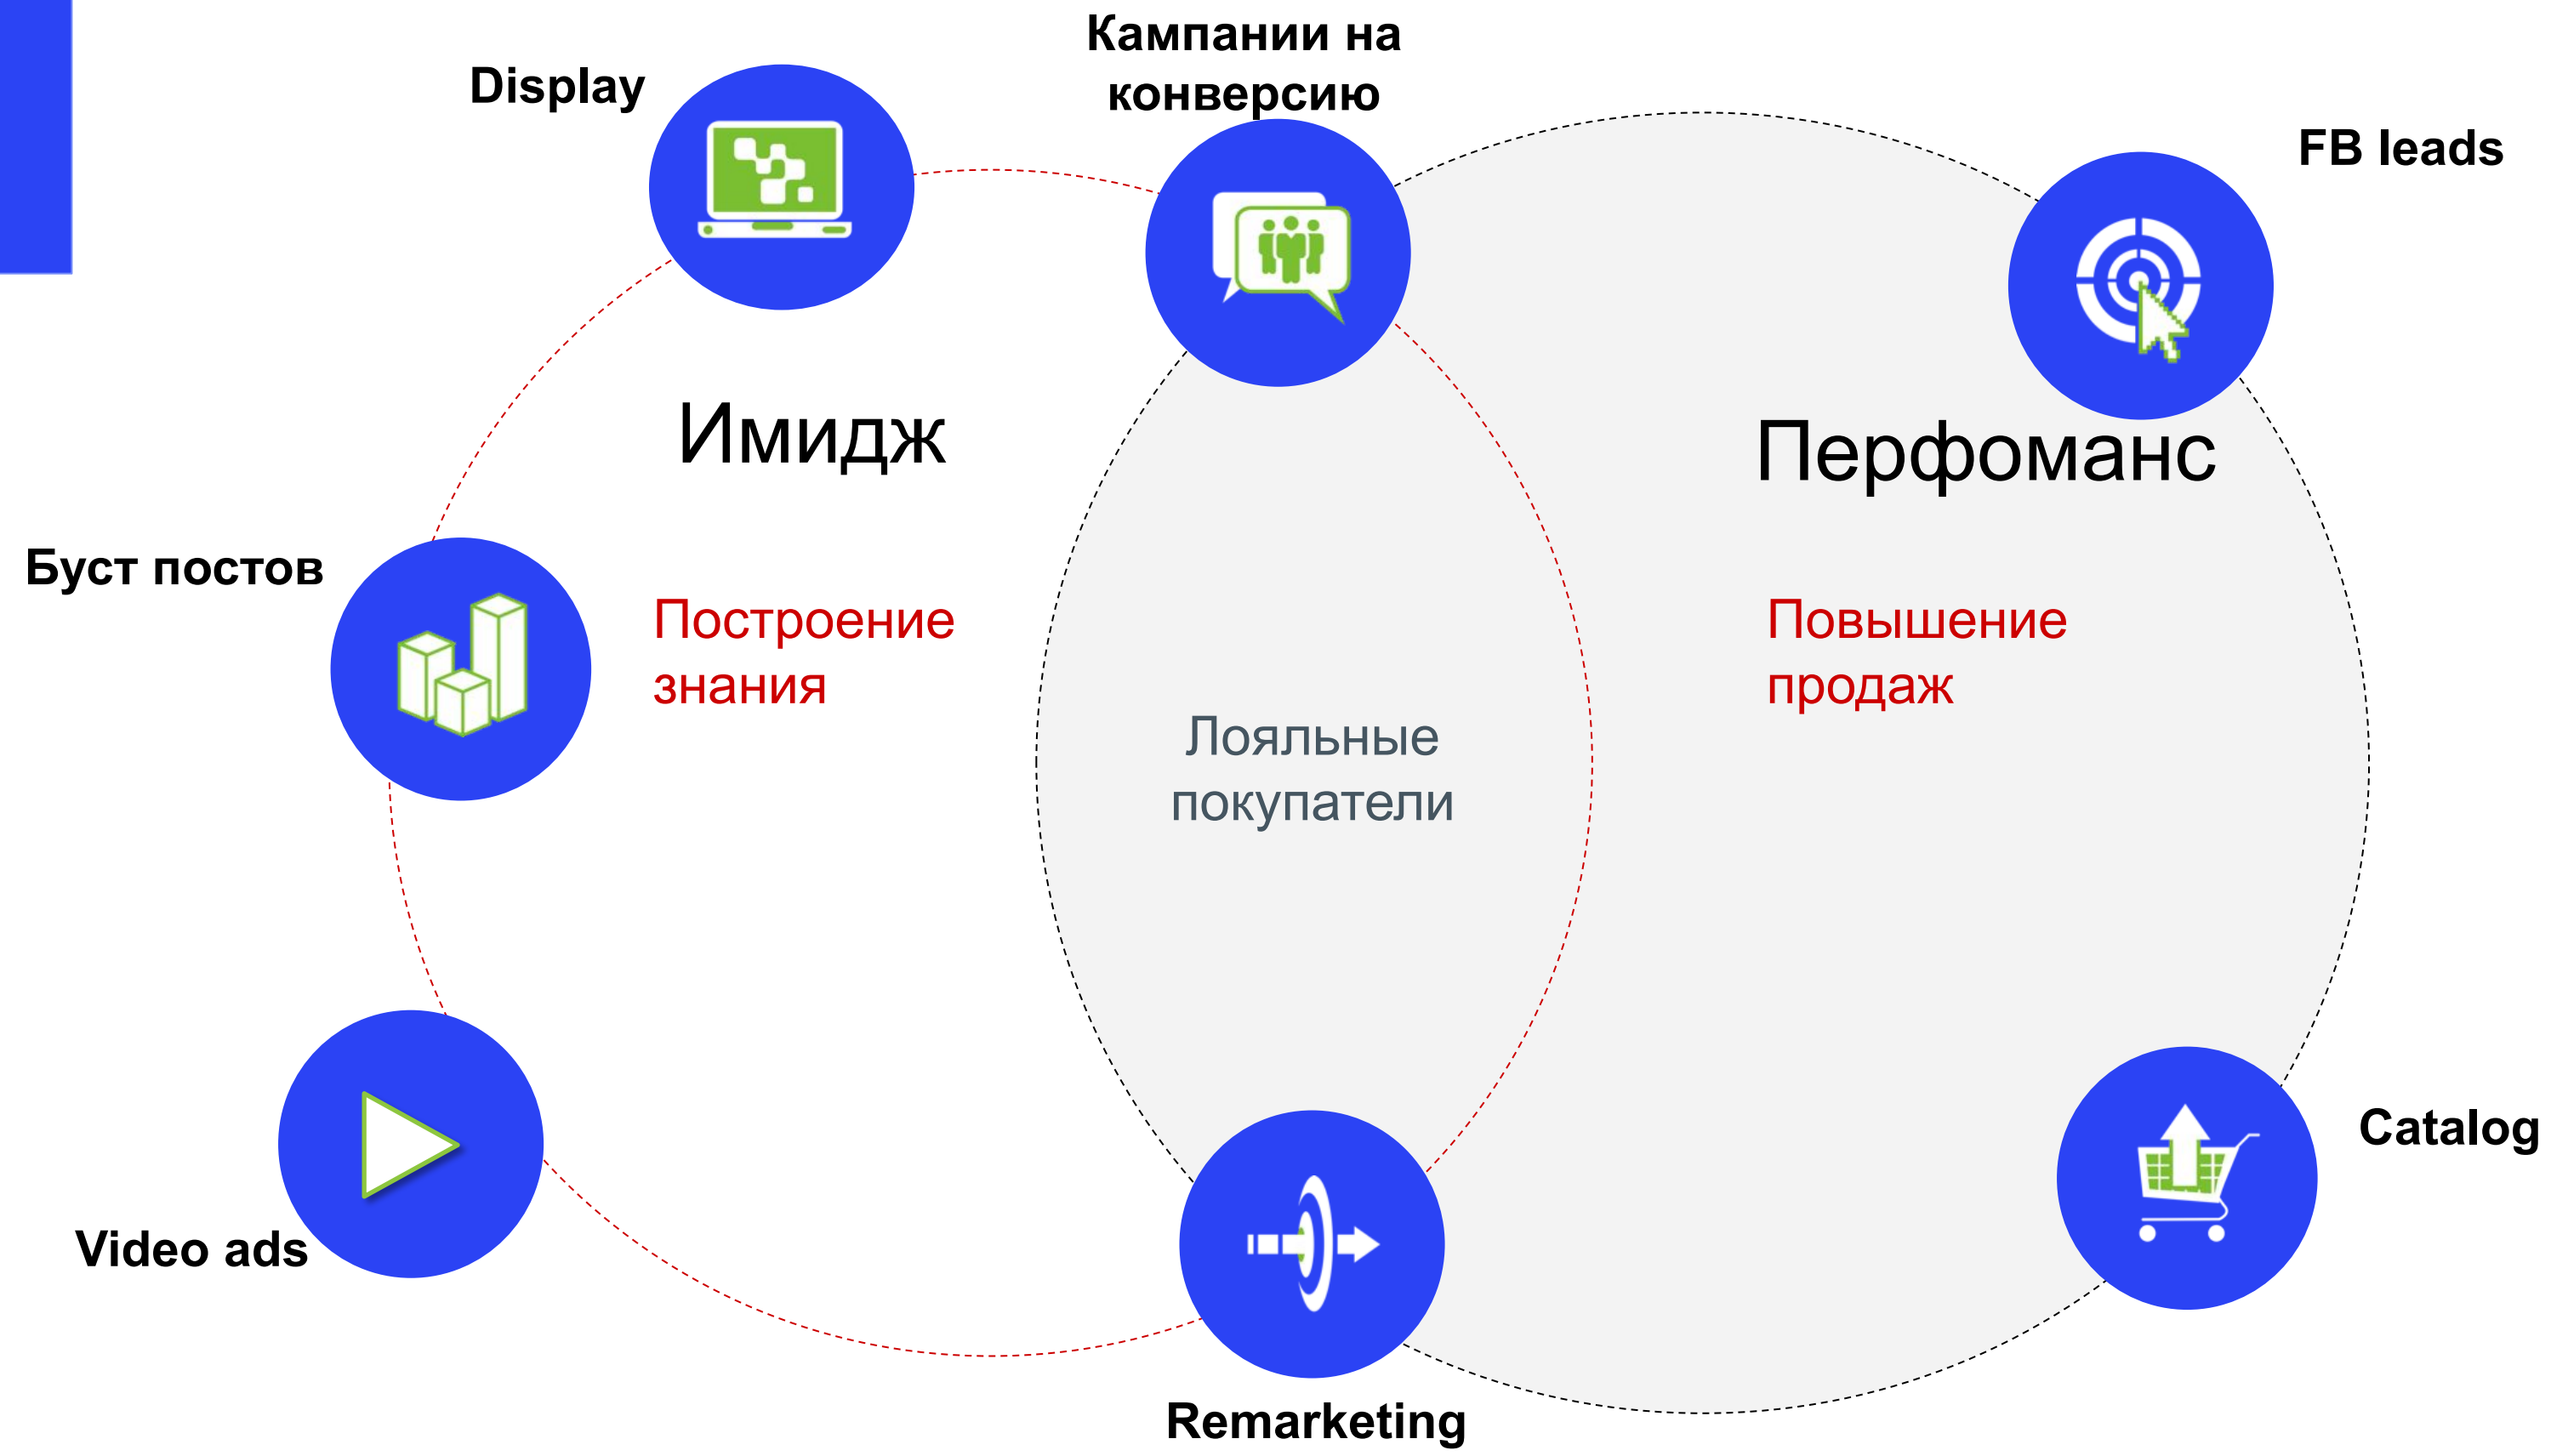 Кампании на
конверсию
Display
FB leads
Имидж
Перфоманс
Буст постов
Построение
знания
Повышение
продаж
Лояльные
покупатели
Catalog
Video ads
Remarketing